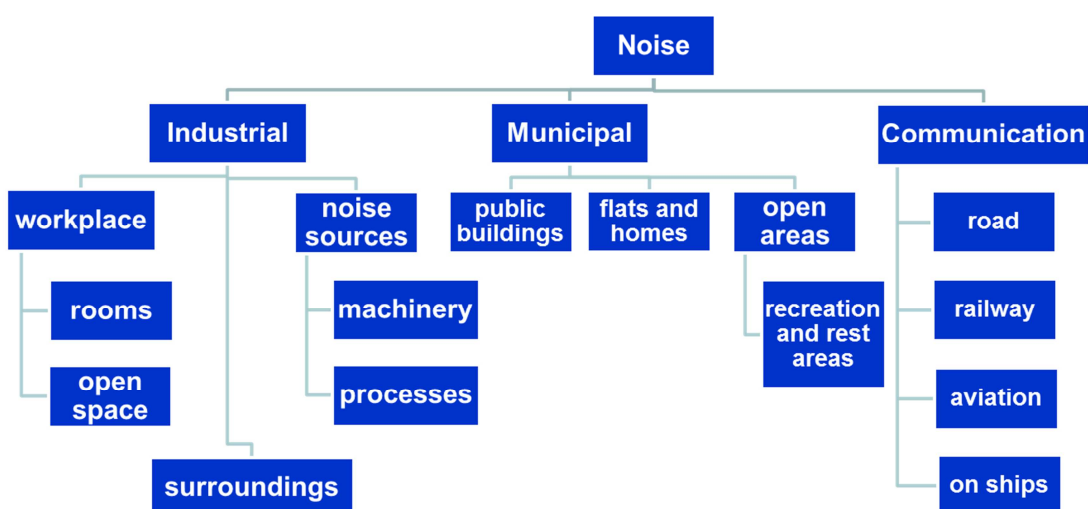 Noise
Industrial
Municipal
Communication
workplace
noise
sources
public
buildings
flats and
homes
open
areas
road
rooms
machinery
recreation
and rest
areas
railway
open
space
processes
aviation
surroundings
on ships